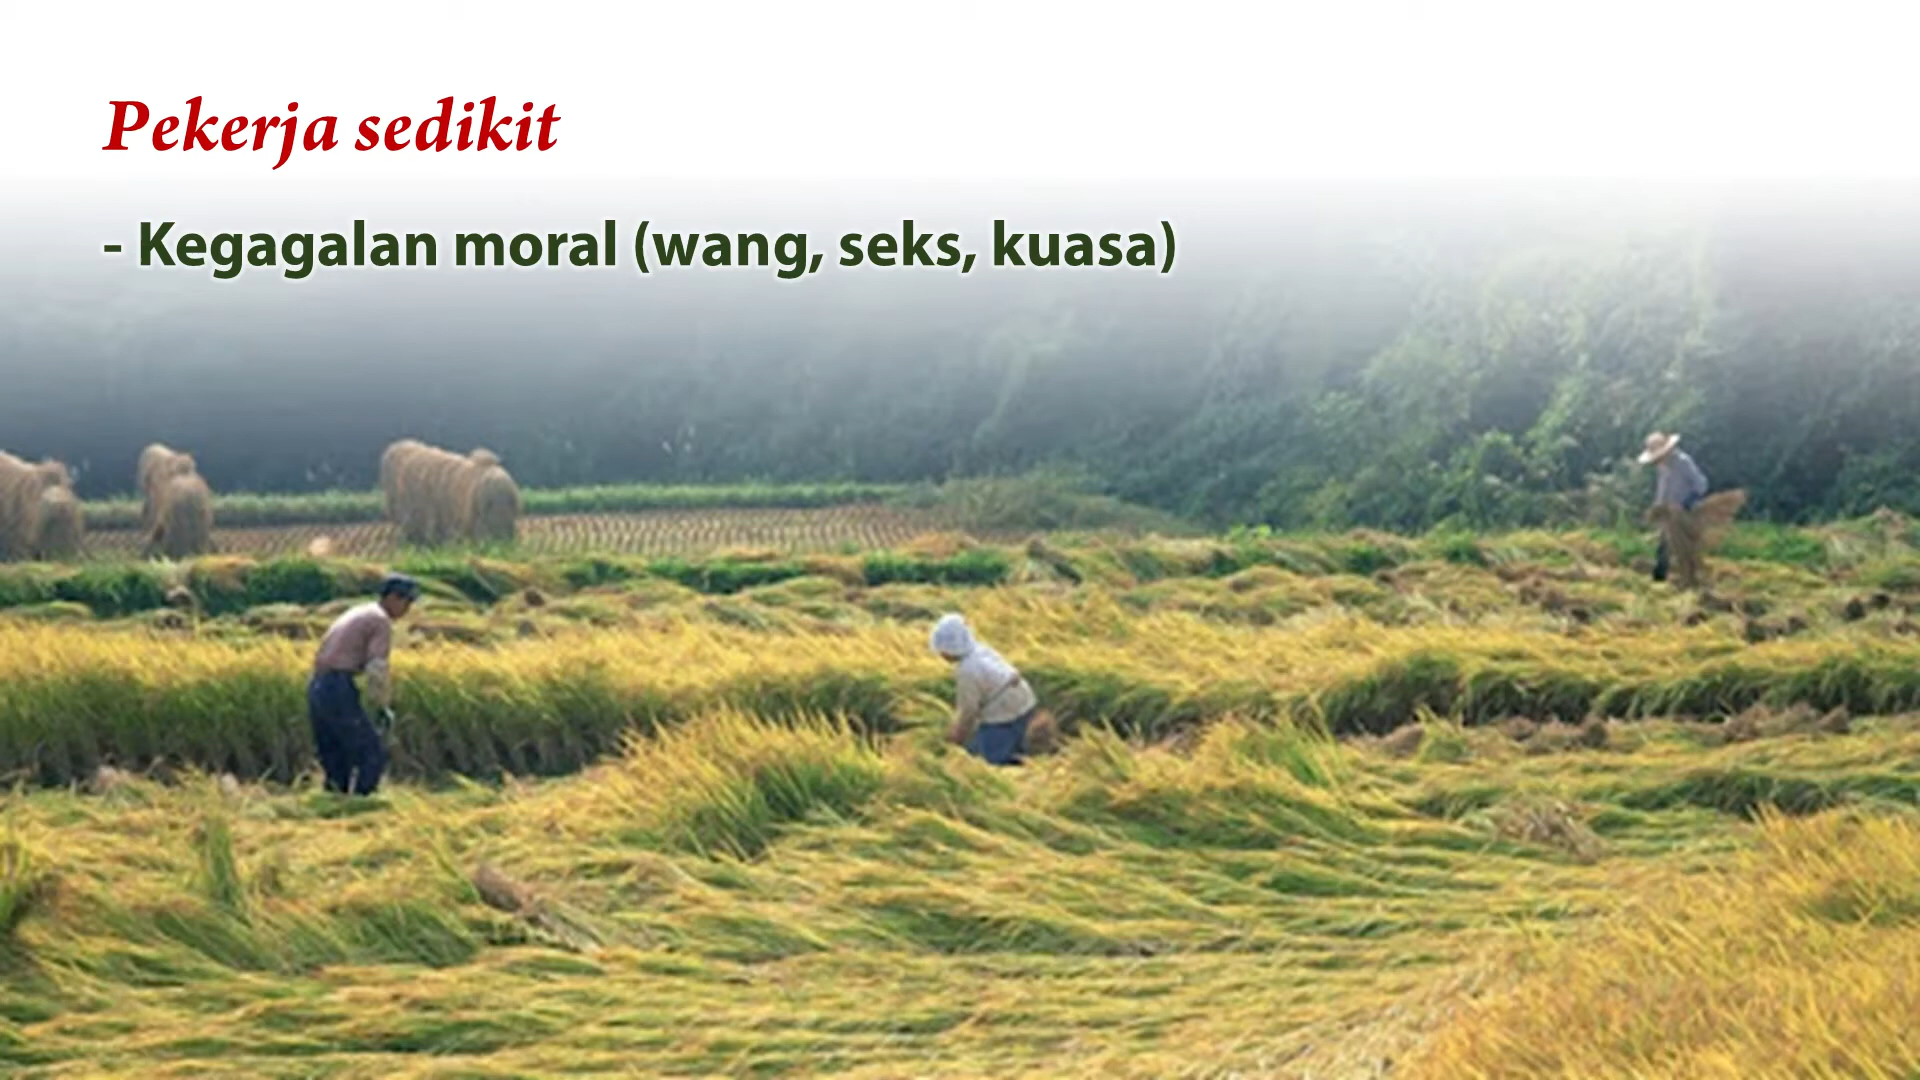 Pekerja sedikit
- Kegagalan moral (wang, seks, kuasa)